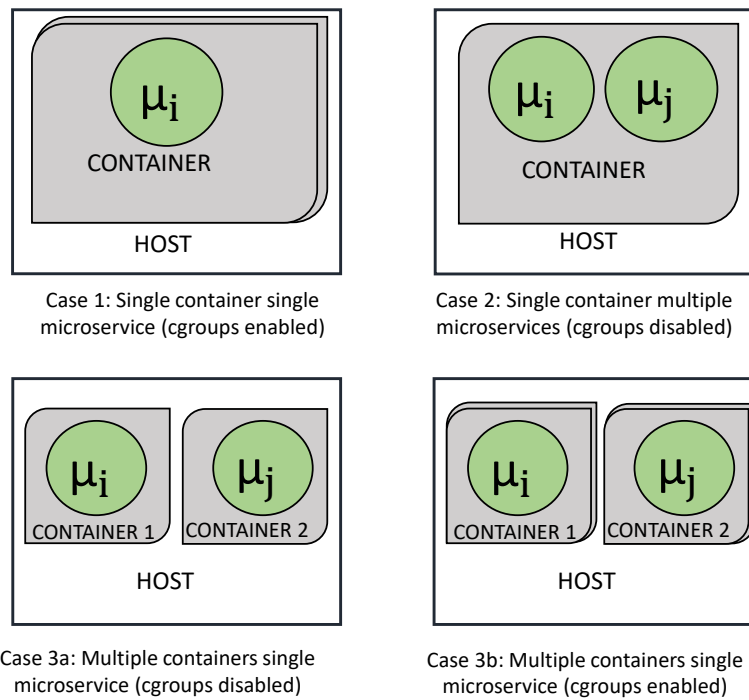 μi
CONTAINER
HOST
Case 1: Single container single
microservice (cgroups enabled)
μi μj
CONTAINER
HOST
Case 2: Single container multiple
microservices (cgroups disabled)
μi μj
CONTAINER 1 CONTAINER 2
HOST
Case 3a: Multiple containers single
microservice (cgroups disabled)
μi μj
CONTAINER 1 CONTAINER 2
HOST
Case 3b: Multiple containers single
microservice (cgroups enabled)